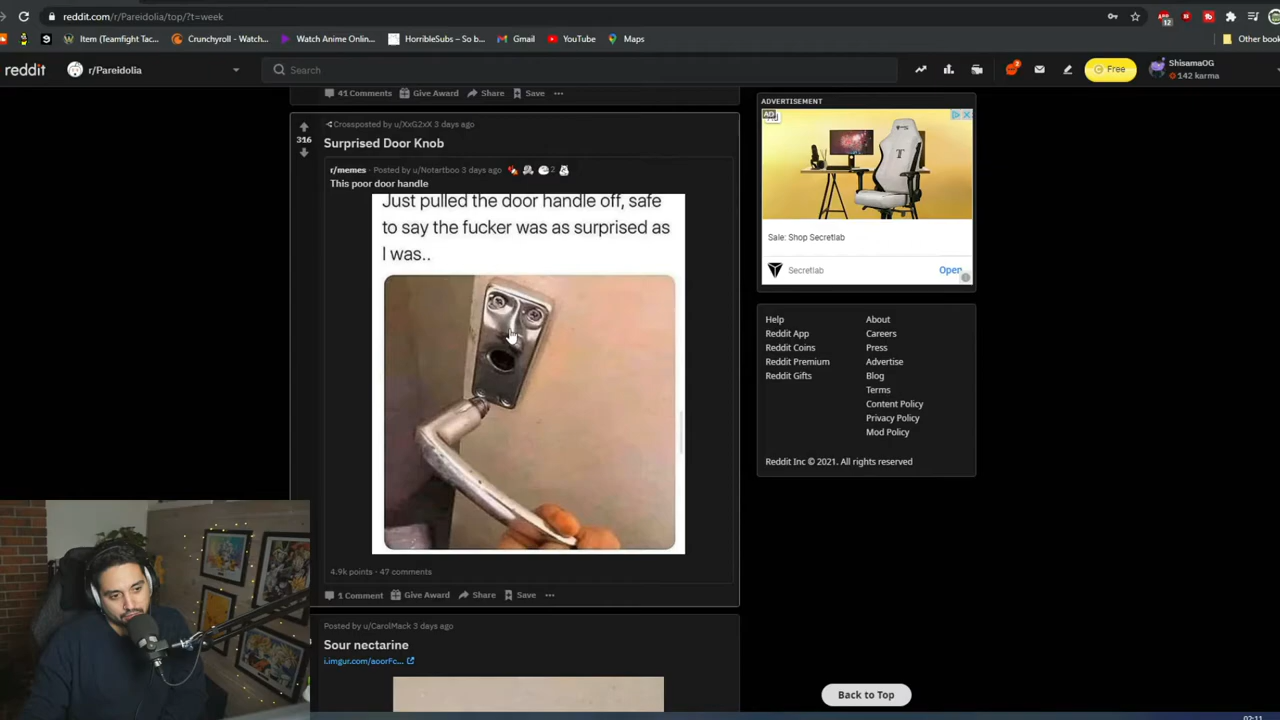 reddit.com/r/Pareidolia/top/?t=week
12
Item (Teamfight Tac...
Crunchyroll - Watch...
Watch Anime Onlin...
HorribleSubs – So b...
Gmail
YouTube
Maps
Other book
reddit
r/Pareidolia
Search
2
Free
ShisamaOG
142 karma
41 Comments
Give Award
Share
Save
316
Crossposted by u/XxG2xX 3 days ago
Surprised Door Knob
r/memes · Posted by u/Notartboo 3 days ago
2
This poor door handle
Just pulled the door handle off, safe
to say the fucker was as surprised as
I was..
4.9k points · 47 comments
1 Comment
Give Award
Share
Save
Posted by u/CarolMack 3 days ago
Sour nectarine
ADVERTISEMENT
AD
Sale: Shop Secretlab
Secretlab
Open
Help
Reddit App
Reddit Coins
Reddit Premium
Reddit Gifts
About
Careers
Press
Advertise
Blog
Terms
Content Policy
Privacy Policy
Mod Policy
Reddit Inc © 2021. All rights reserved
Back to Top